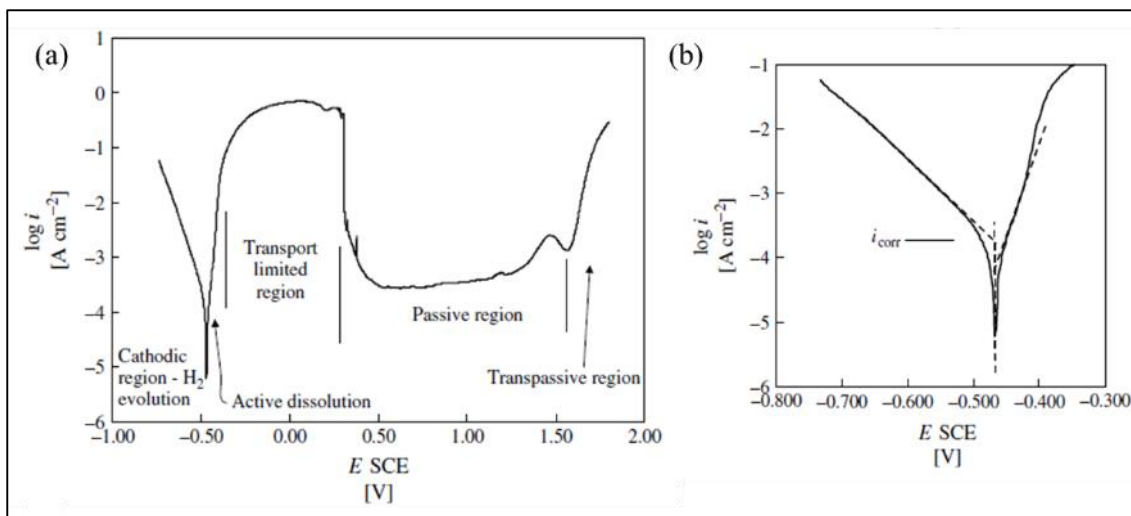 (a)
1
0
−1
−2
−3
−4
−5
−6
log i
[A cm−2]
Transport
limited
region
Passive region
Cathodic
region - H2
evolution
Active dissolution
Transpassive region
−1.00
−0.50
0.00
0.50
1.00
1.50
2.00
E SCE
[V]
(b)
−1
−2
−3
−4
−5
−6
log i
[A cm−2]
icorr
−0.800
−0.700
−0.600
−0.500
−0.400
−0.300
E SCE
[V]